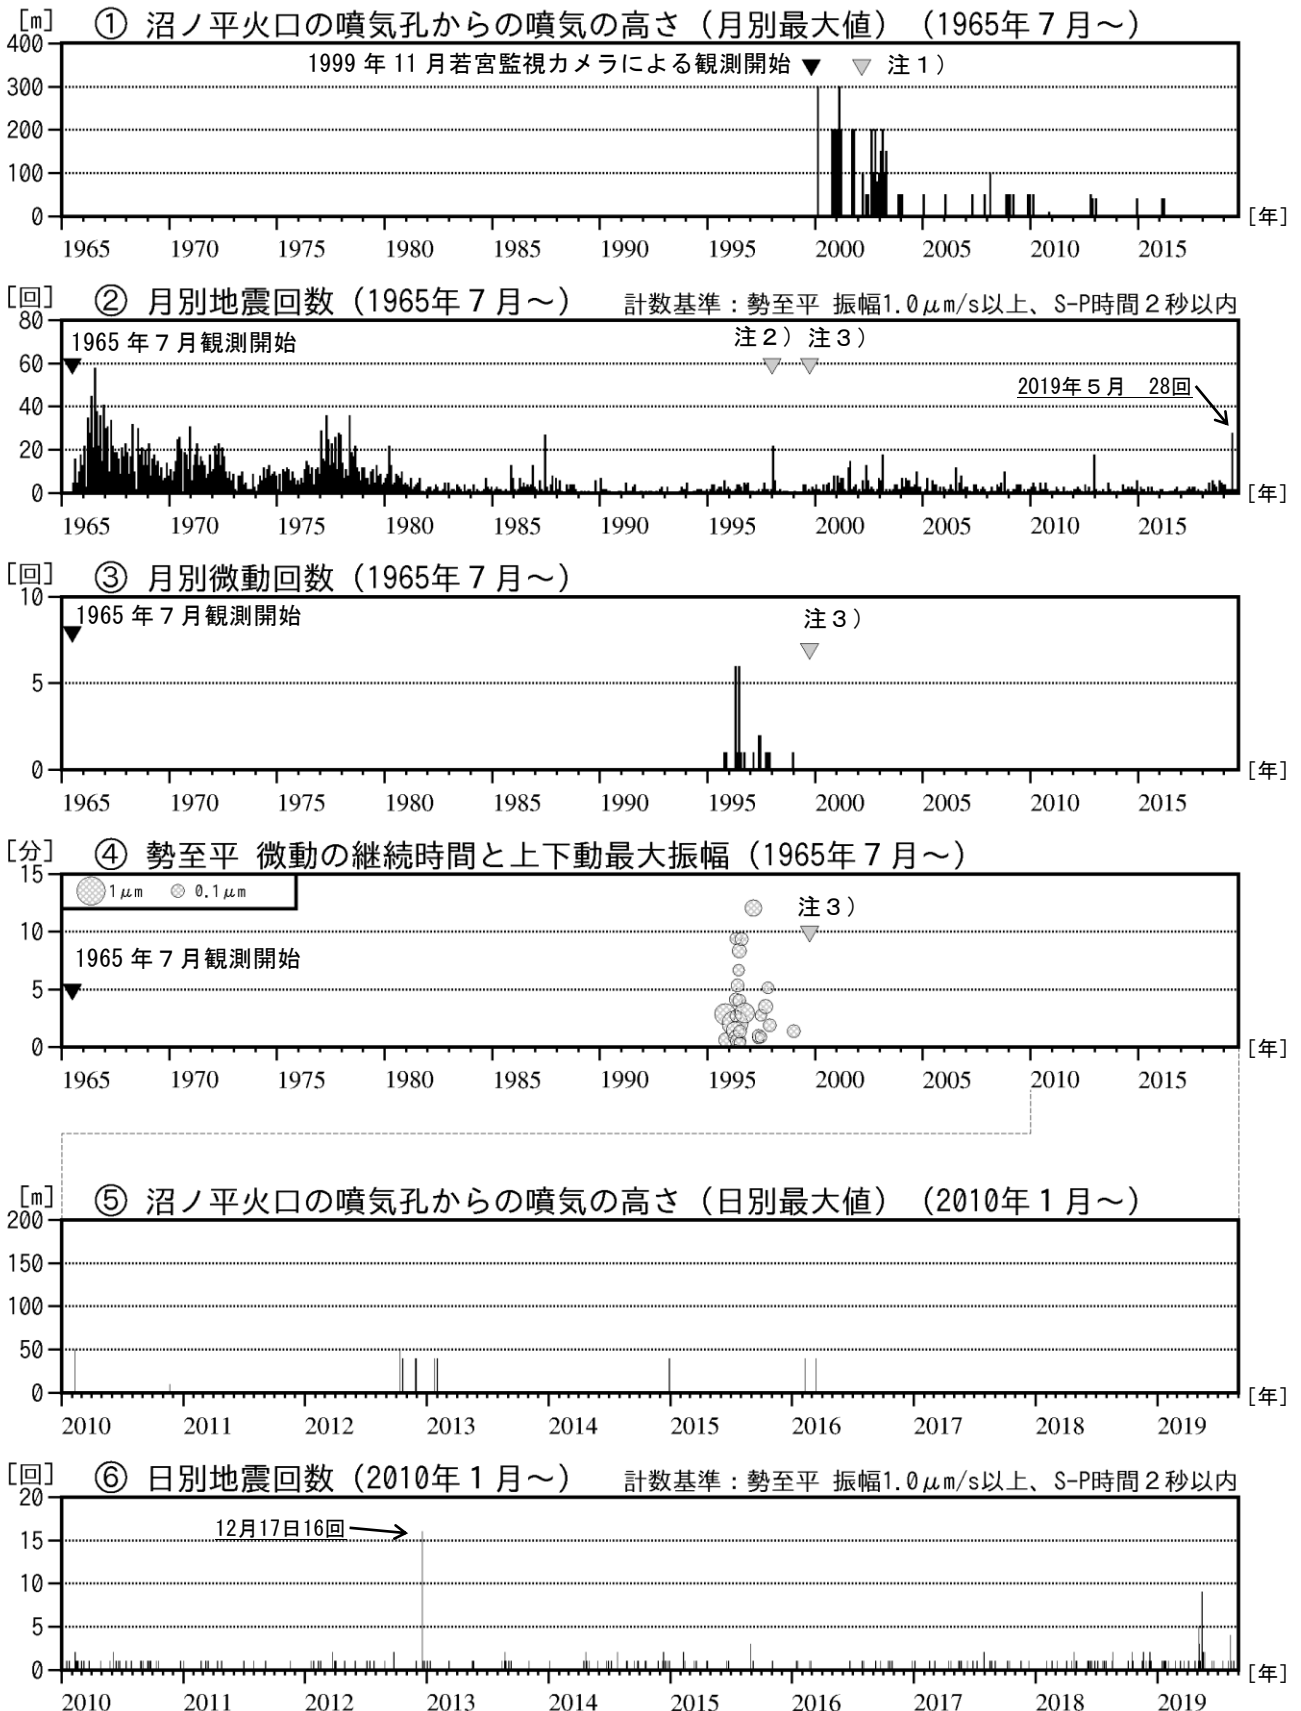 [m] ① 沼ノ平火口の噴気孔からの噴気の高さ（月別最大値）（1965年７月～）
400
1999 年 11 月若宮監視カメラによる観測開始 注１）
300
200
100
0
[年]
1965 1970 1975 1980 1985 1990 1995 2000 2005 2010 2015
[回] ② 月別地震回数（1965年７月～） 計数基準：勢至平 振幅1.0μm/s以上、S-P時間２秒以内
80
1965 年７月観測開始 注２） 注３）
60
2019年５月　28回
40
20
0
[年]
1965 1970 1975 1980 1985 1990 1995 2000 2005 2010 2015
[回] ③ 月別微動回数（1965年７月～）
10
1965 年７月観測開始 注３）
5
0
[年]
1965 1970 1975 1980 1985 1990 1995 2000 2005 2010 2015
[分] ④ 勢至平 微動の継続時間と上下動最大振幅（1965年７月～）
15
1μm 0.1μm
注３）
10
1965 年７月観測開始
5
0
[年]
1965 1970 1975 1980 1985 1990 1995 2000 2005 2010 2015
[m] ⑤ 沼ノ平火口の噴気孔からの噴気の高さ（日別最大値）（2010年１月～）
200
150
100
50
0
[年]
2010 2011 2012 2013 2014 2015 2016 2017 2018 2019
[回] ⑥ 日別地震回数（2010年１月～） 計数基準：勢至平 振幅1.0μm/s以上、S-P時間２秒以内
20
12月17日16回
15
10
5
0
[年]
2010 2011 2012 2013 2014 2015 2016 2017 2018 2019